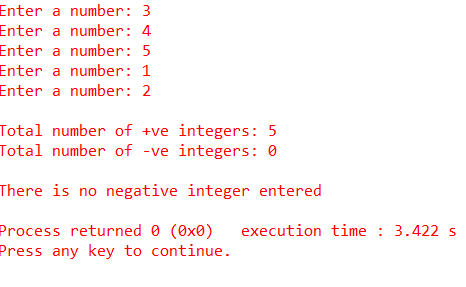 Enter a number: 3
Enter a number: 4
Enter a number: 5
Enter a number: 1
Enter a number: 2
Total number of +ve integers: 5
Total number of -ve integers: 0
There is no negative integer entered
Process returned 0 (0x0)   execution time : 3.422 s
Press any key to continue.